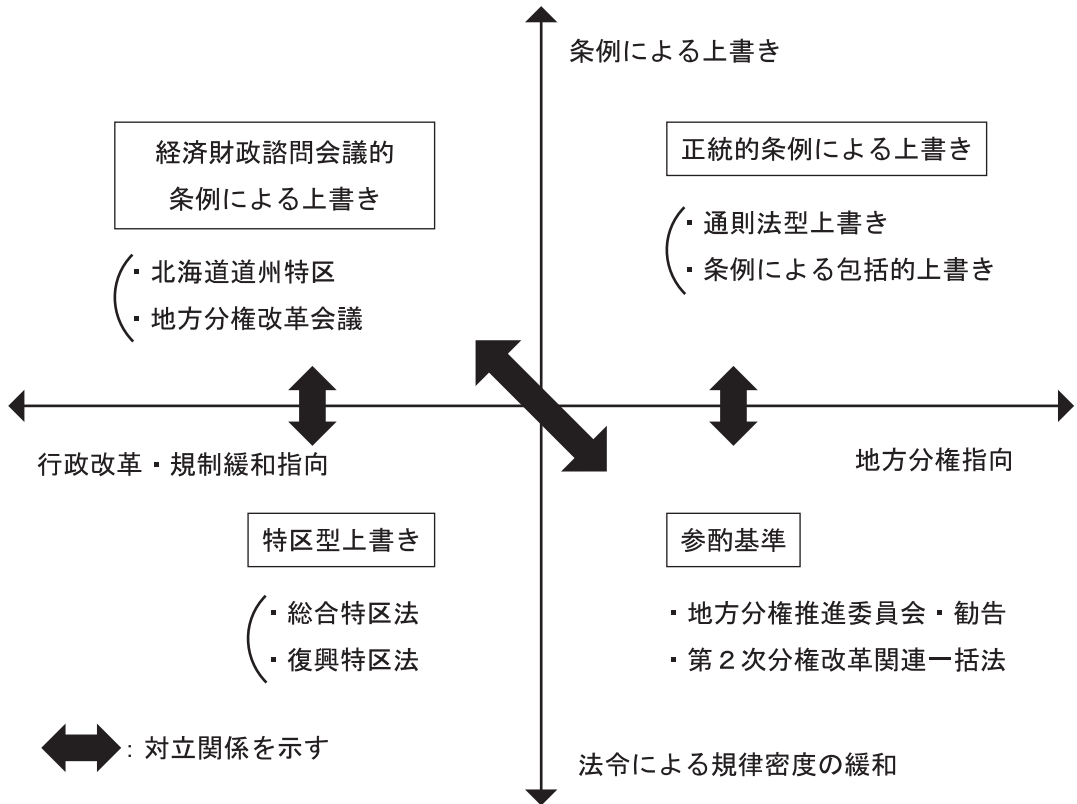 条例による上書き
経済財政諮問会議的
条例による上書き
・北海道道州特区
・地方分権改革会議
正統的条例による上書き
・通則法型上書き
・条例による包括的上書き
行政改革・規制緩和指向
地方分権指向
特区型上書き
・総合特区法
・復興特区法
参酌基準
・地方分権推進委員会・勧告
・第２次分権改革関連一括法
：対立関係を示す
法令による規律密度の緩和